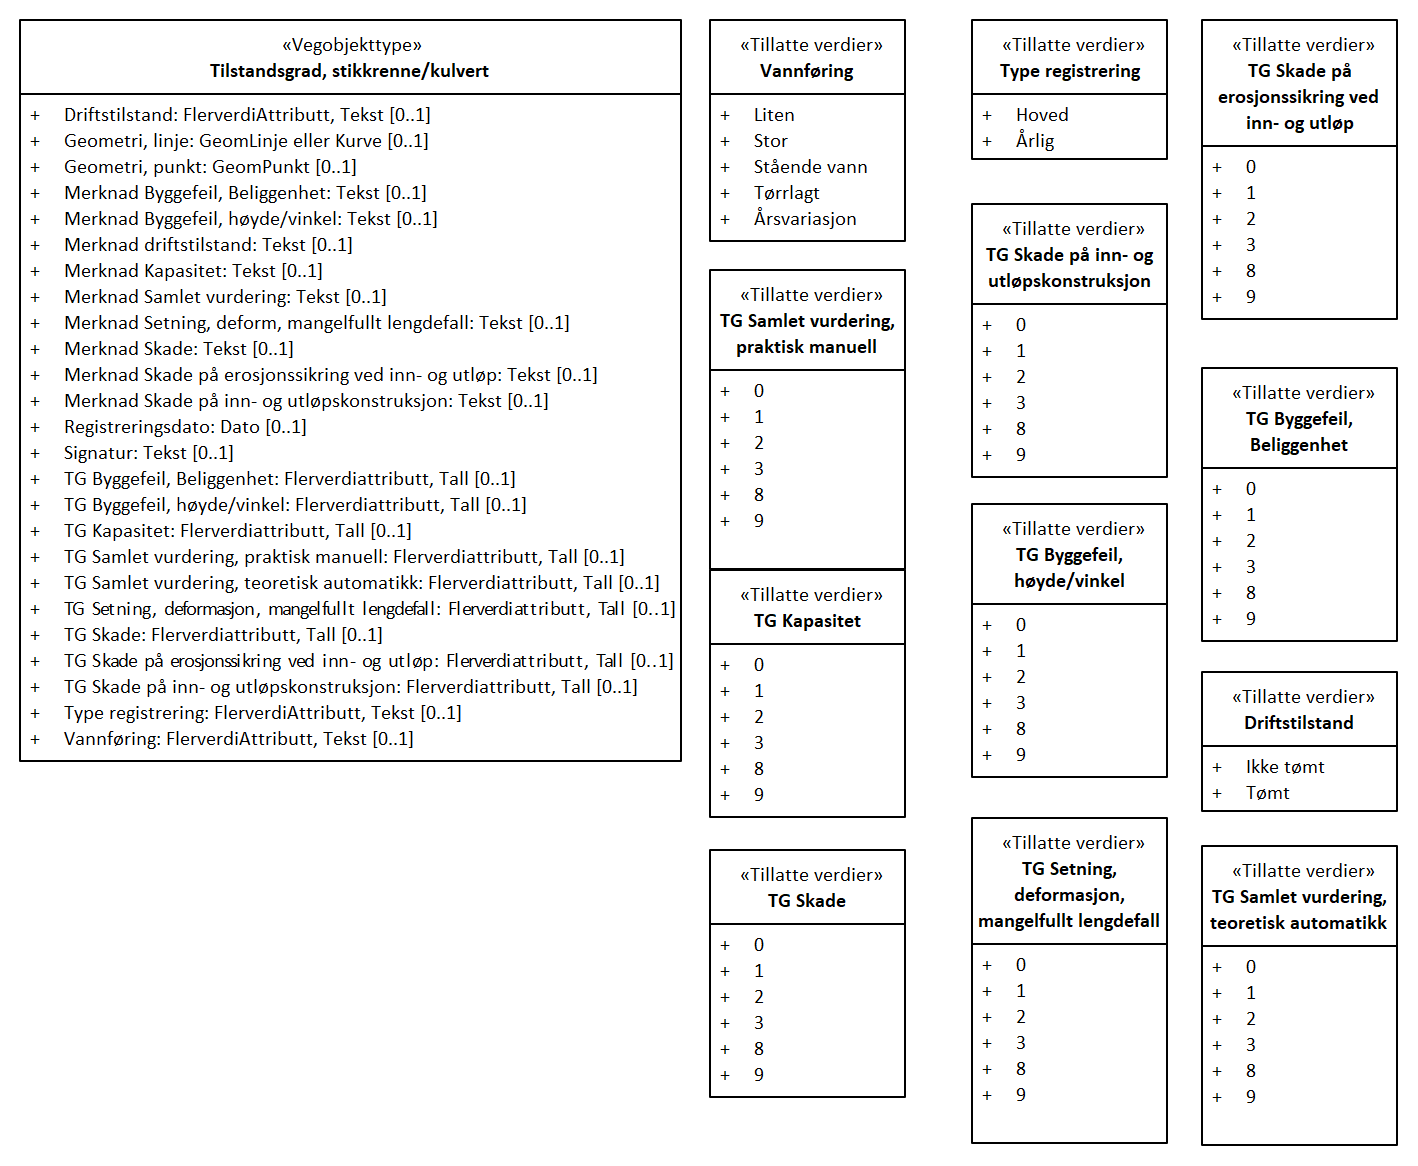 «Vegobjekttype»
Tilstandsgrad, stikkrenne/kulvert
+ Driftstilstand: FlerverdiAttributt, Tekst [0..1]
+ Geometri, linje: GeomLinje eller Kurve [0..1]
+ Geometri, punkt: GeomPunkt [0..1]
+ Merknad Byggefeil, Beliggenhet: Tekst [0..1]
+ Merknad Byggefeil, høyde/vinkel: Tekst [0..1]
+ Merknad driftstilstand: Tekst [0..1]
+ Merknad Kapasitet: Tekst [0..1]
+ Merknad Samlet vurdering: Tekst [0..1]
+ Merknad Setning, deform, mangelfullt lengdefall: Tekst [0..1]
+ Merknad Skade: Tekst [0..1]
+ Merknad Skade på erosjonssikring ved inn- og utløp: Tekst [0..1]
+ Merknad Skade på inn- og utløpskonstruksjon: Tekst [0..1]
+ Registreringsdato: Dato [0..1]
+ Signatur: Tekst [0..1]
+ TG Byggefeil, Beliggenhet: Flerverdiattributt, Tall [0..1]
+ TG Byggefeil, høyde/vinkel: Flerverdiattributt, Tall [0..1]
+ TG Kapasitet: Flerverdiattributt, Tall [0..1]
+ TG Samlet vurdering, praktisk manuell: Flerverdiattributt, Tall [0..1]
+ TG Samlet vurdering, teoretisk automatikk: Flerverdiattributt, Tall [0..1]
+ TG Setning, deformasjon, mangelfullt lengdefall: Flerverdiattributt, Tall [0..1]
+ TG Skade: Flerverdiattributt, Tall [0..1]
+ TG Skade på erosjonssikring ved inn- og utløp: Flerverdiattributt, Tall [0..1]
+ TG Skade på inn- og utløpskonstruksjon: Flerverdiattributt, Tall [0..1]
+ Type registrering: FlerverdiAttributt, Tekst [0..1]
+ Vannføring: FlerverdiAttributt, Tekst [0..1]
«Tillatte verdier»
Vannføring
+ Liten
+ Stor
+ Stående vann
+ Tørrlagt
+ Årsvariasjon
«Tillatte verdier»
TG Samlet vurdering,
praktisk manuell
+ 0
+ 1
+ 2
+ 3
+ 8
+ 9
«Tillatte verdier»
TG Kapasitet
+ 0
+ 1
+ 2
+ 3
+ 8
+ 9
«Tillatte verdier»
TG Skade
+ 0
+ 1
+ 2
+ 3
+ 8
+ 9
«Tillatte verdier»
Type registrering
+ Hoved
+ Årlig
«Tillatte verdier»
TG Skade på inn- og
utløpskonstruksjon
+ 0
+ 1
+ 2
+ 3
+ 8
+ 9
«Tillatte verdier»
TG Byggefeil,
høyde/vinkel
+ 0
+ 1
+ 2
+ 3
+ 8
+ 9
«Tillatte verdier»
TG Setning,
deformasjon,
mangelfullt lengdefall
+ 0
+ 1
+ 2
+ 3
+ 8
+ 9
«Tillatte verdier»
TG Skade på
erosjonssikring ved
inn- og utløp
+ 0
+ 1
+ 2
+ 3
+ 8
+ 9
«Tillatte verdier»
TG Byggefeil,
Beliggenhet
+ 0
+ 1
+ 2
+ 3
+ 8
+ 9
«Tillatte verdier»
Driftstilstand
+ Ikke tømt
+ Tømt
«Tillatte verdier»
TG Samlet vurdering,
teoretisk automatikk
+ 0
+ 1
+ 2
+ 3
+ 8
+ 9